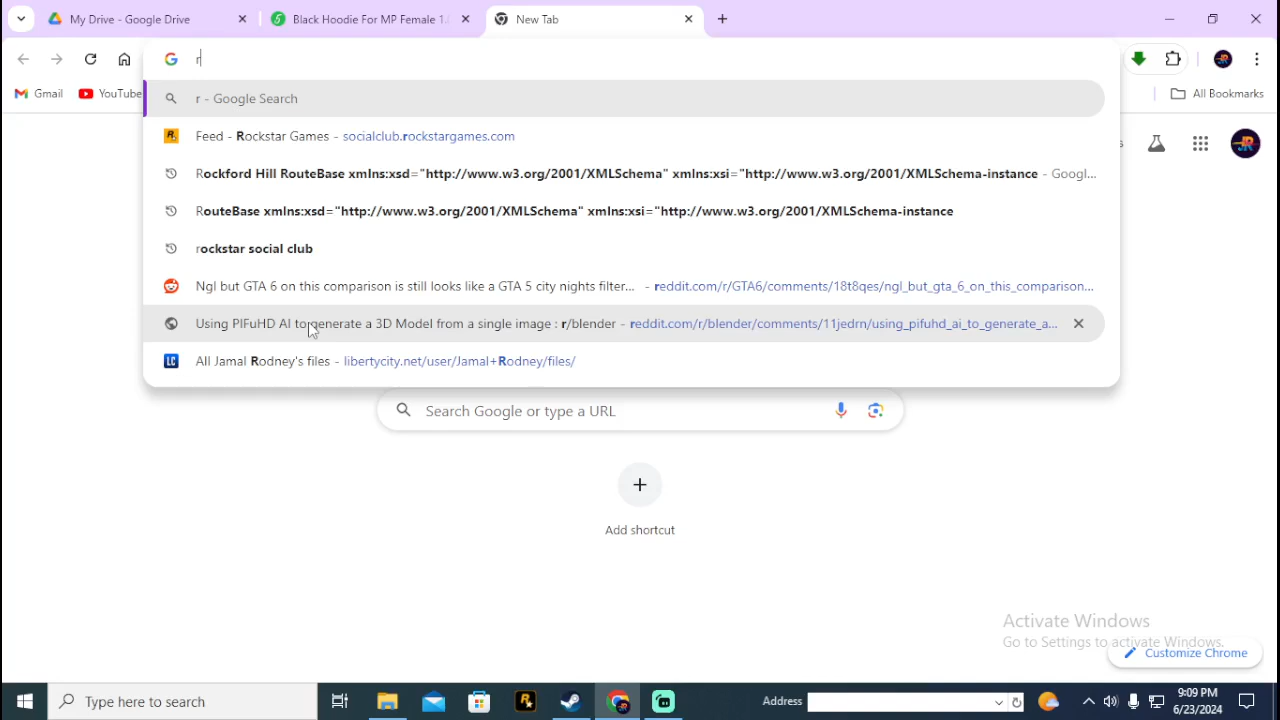 My Drive - Google Drive
Black Hoodie For MP Female 1.
New Tab
r
Gmail
YouTube
All Bookmarks
r - Google Search
Feed - Rockstar Games - socialclub.rockstargames.com
Rockford Hill RouteBase xmlns:xsd="http://www.w3.org/2001/XMLSchema" xmlns:xsi="http://www.w3.org/2001/XMLSchema-instance - Googl...
RouteBase xmlns:xsd="http://www.w3.org/2001/XMLSchema" xmlns:xsi="http://www.w3.org/2001/XMLSchema-instance
rockstar social club
Ngl but GTA 6 on this comparison is still looks like a GTA 5 city nights filter... - reddit.com/r/GTA6/comments/18t8qes/ngl_but_gta_6_on_this_comparison...
Using PIFuHD AI to generate a 3D Model from a single image : r/blender - reddit.com/r/blender/comments/11jedrn/using_pifuhd_ai_to_generate_a...
LC
All Jamal Rodney's files - libertycity.net/user/Jamal+Rodney/files/
Search Google or type a URL
Add shortcut
Activate Windows
Go to Settings to activate Windows.
Customize Chrome
Type here to search
Address
9:09 PM
6/23/2024